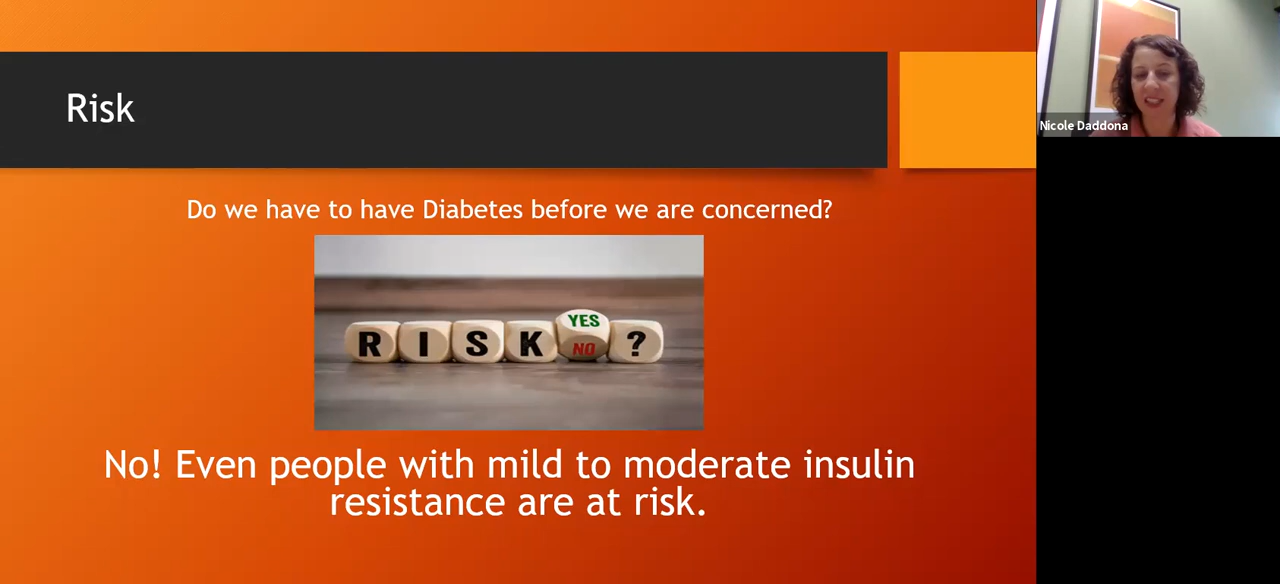 Risk
Nicole Daddona
Do we have to have Diabetes before we are concerned?
YES
RISK NO ?
No! Even people with mild to moderate insulin
resistance are at risk.